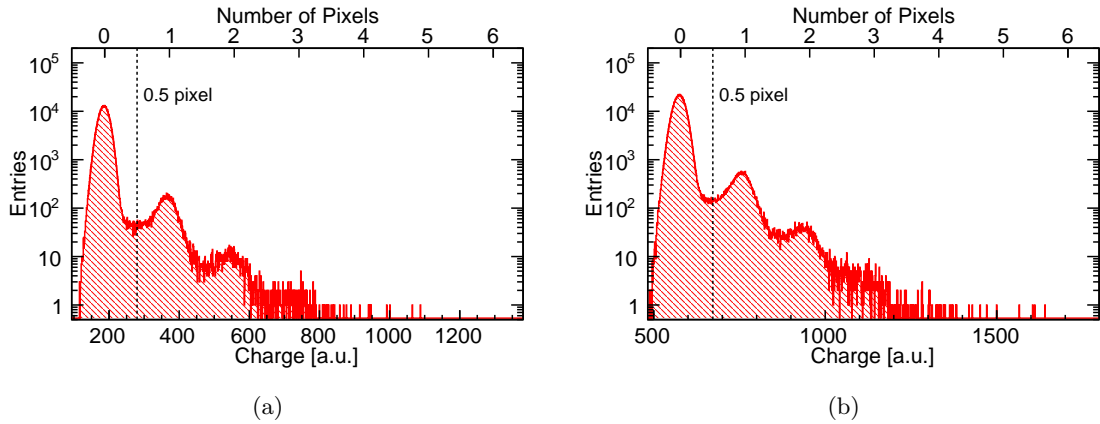 Number of Pixels
0 1 2 3 4 5 6
10^5
10^4
10^3
10^2
10
1
Entries
0.5 pixel
200 400 600 800 1000 1200
Charge [a.u.]
(a)
Number of Pixels
0 1 2 3 4 5 6
10^5
10^4
10^3
10^2
10
1
Entries
0.5 pixel
500 1000 1500
Charge [a.u.]
(b)